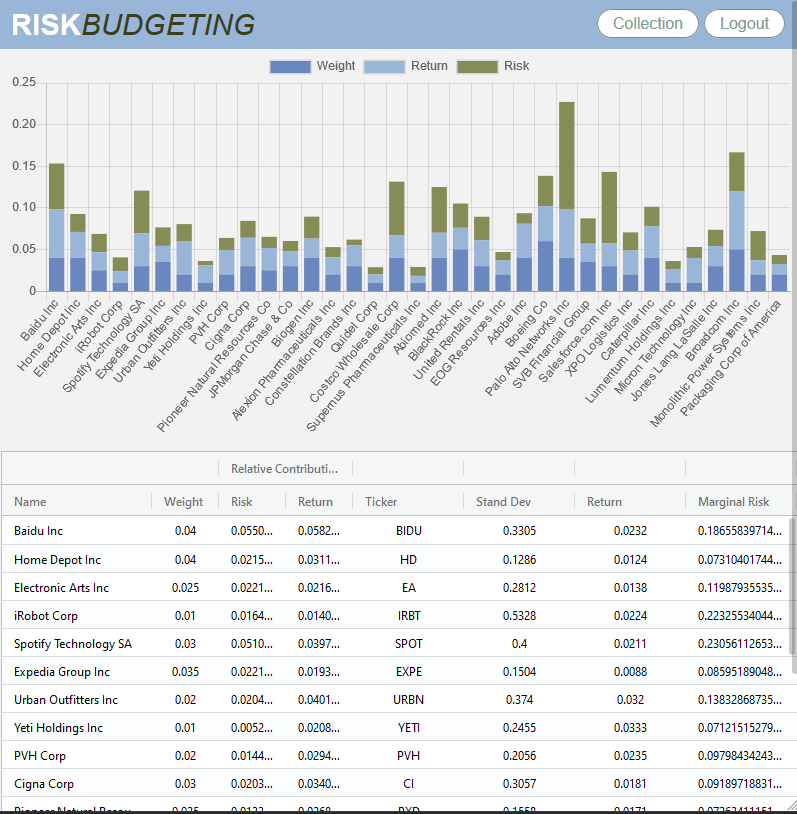 RISKBUDGETING
Collection
Logout
Weight Return Risk
0.25
0.20
0.15
0.10
0.05
0
Baidu Inc
Home Depot Inc
Electronic Arts Inc
iRobot Corp
Spotify Technology SA
Expedia Group Inc
Urban Outfitters Inc
Yeti Holdings Inc
PVH Corp
Cigna Corp
Pioneer Natural Resources Co
JPMorgan Chase & Co
Biogen Inc
Alexion Pharmaceuticals Inc
Constellation Brands Inc
Quidel Corp
Costco Wholesale Corp
Supernus Pharmaceuticals Inc
Abiomed Inc
BlackRock Inc
United Rentals Inc
EOG Resources Inc
Adobe Inc
Boeing Co
Palo Alto Networks Inc
SVB Financial Group
Salesforce.com Inc
XPO Logistics Inc
Caterpillar Inc
Lumentum Holdings Inc
Micron Technology Inc
Jones Lang LaSalle Inc
Broadcom Inc
Monolithic Power Systems Inc
Packaging Corp of America
Relative Contributi...
Name Weight Risk Return Ticker Stand Dev Return Marginal Risk
Baidu Inc 0.04 0.0550... 0.0582... BIDU 0.3305 0.0232 0.18655839714...
Home Depot Inc 0.04 0.0215... 0.0311... HD 0.1286 0.0124 0.07310401744...
Electronic Arts Inc 0.025 0.0221... 0.0216... EA 0.2812 0.0138 0.11987935535...
iRobot Corp 0.01 0.0164... 0.0140... IRBT 0.5328 0.0224 0.22325534044...
Spotify Technology SA 0.03 0.0510... 0.0397... SPOT 0.4 0.0211 0.23056112653...
Expedia Group Inc 0.035 0.0221... 0.0193... EXPE 0.1504 0.0088 0.08595189048...
Urban Outfitters Inc 0.02 0.0204... 0.0401... URBN 0.374 0.032 0.13832868735...
Yeti Holdings Inc 0.01 0.0052... 0.0208... YETI 0.2455 0.0333 0.07121515279...
PVH Corp 0.02 0.0144... 0.0294... PVH 0.2056 0.0235 0.09798434243...
Cigna Corp 0.03 0.0203... 0.0340... CI 0.3057 0.0181 0.09189718831...